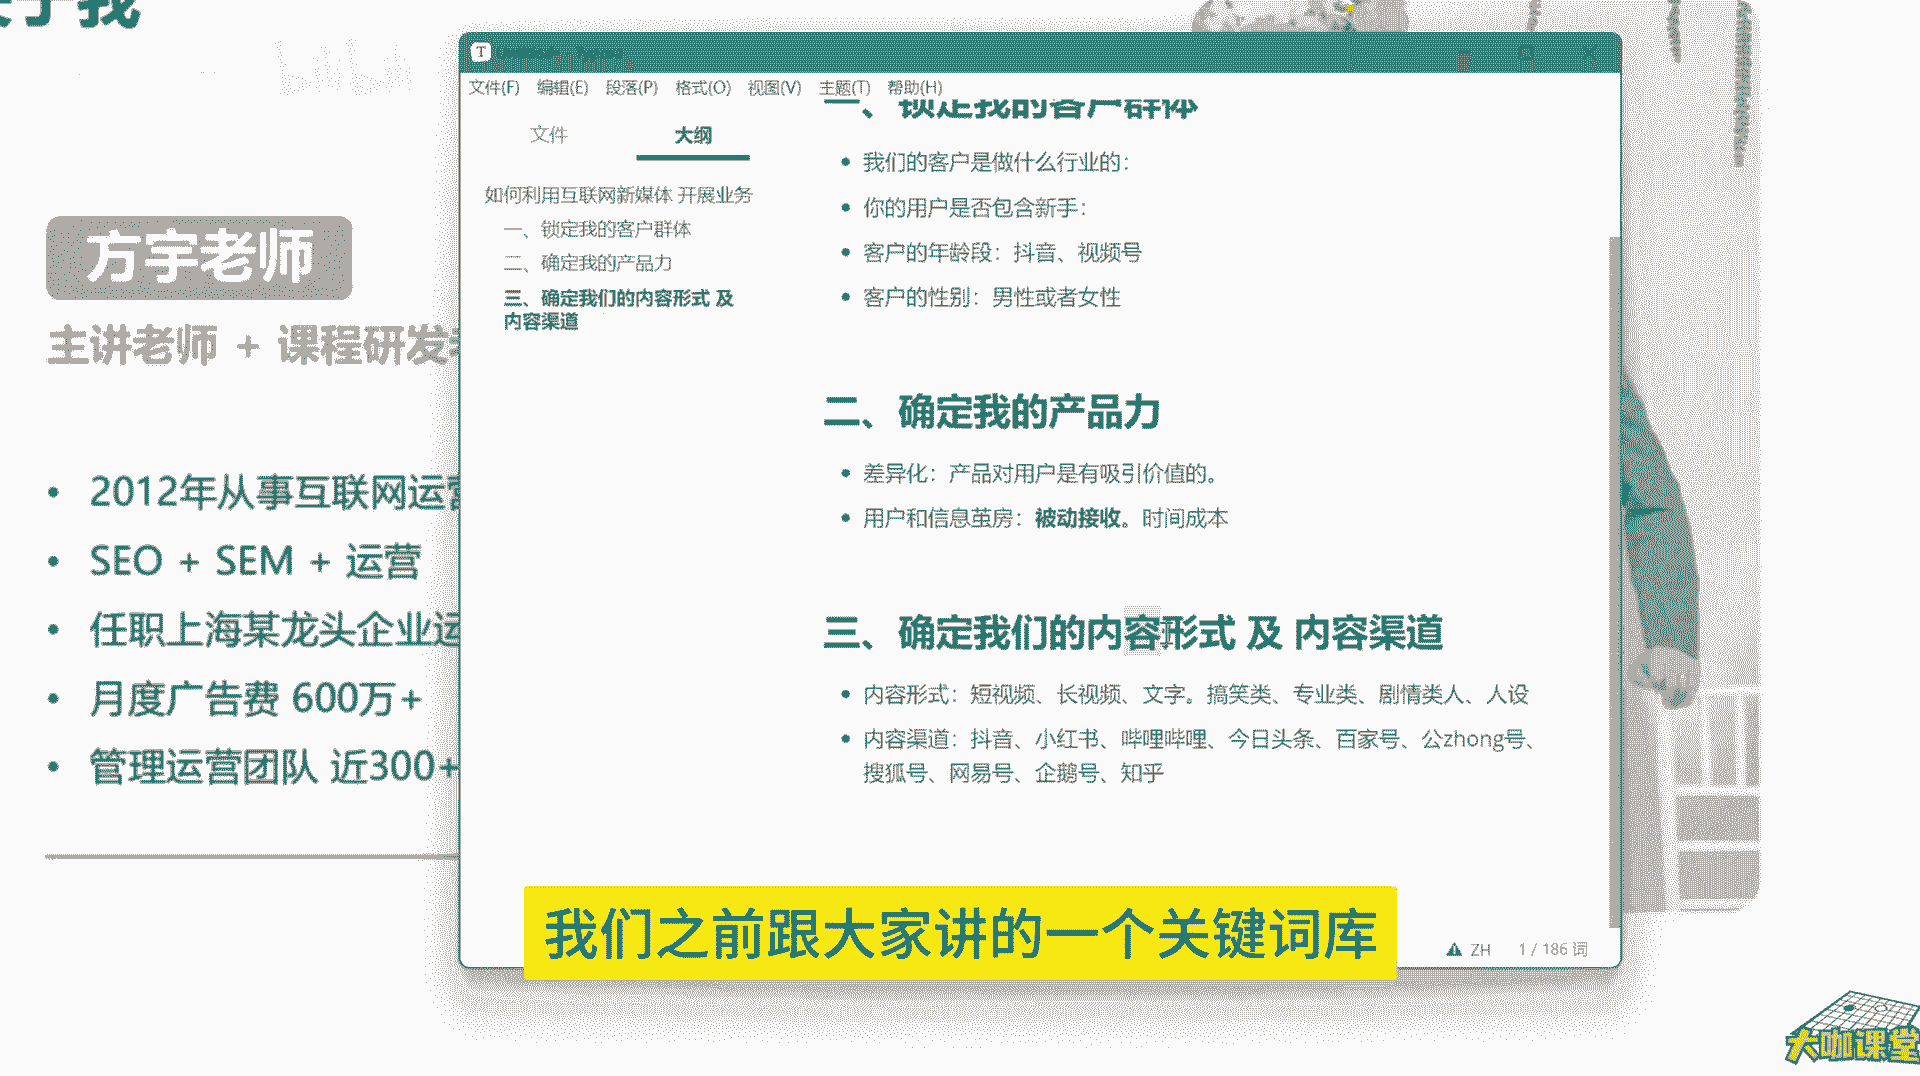 关于我
bilibili
方宇老师
主讲老师 + 课程研发老
2012年从事互联网运营
SEO + SEM + 运营
任职上海某龙头企业运
月度广告费 600万+
管理运营团队 近300+
T
文件(F) 编辑(E) 段落(P) 格式(O) 视图(V) 主题(T) 帮助(H)
文件 大纲
如何利用互联网新媒体 开展业务
一、锁定我的客户群体
二、确定我的产品力
三、确定我们的内容形式 及
内容渠道
一、锁定我的客户群体
我们的客户是做什么行业的：
你的用户是否包含新手：
客户的年龄段：抖音、视频号
客户的性别：男性或者女性
二、确定我的产品力
差异化：产品对用户是有吸引价值的。
用户和信息茧房：被动接收。时间成本
三、确定我们的内容形式 及 内容渠道
内容形式：短视频、长视频、文字。搞笑类、专业类、剧情类人、人设
内容渠道：抖音、小红书、哔哩哔哩、今日头条、百家号、公zhong号、
搜狐号、网易号、企鹅号、知乎
ZH 1 / 186 词
我们之前跟大家讲的一个关键词库
大咖课堂